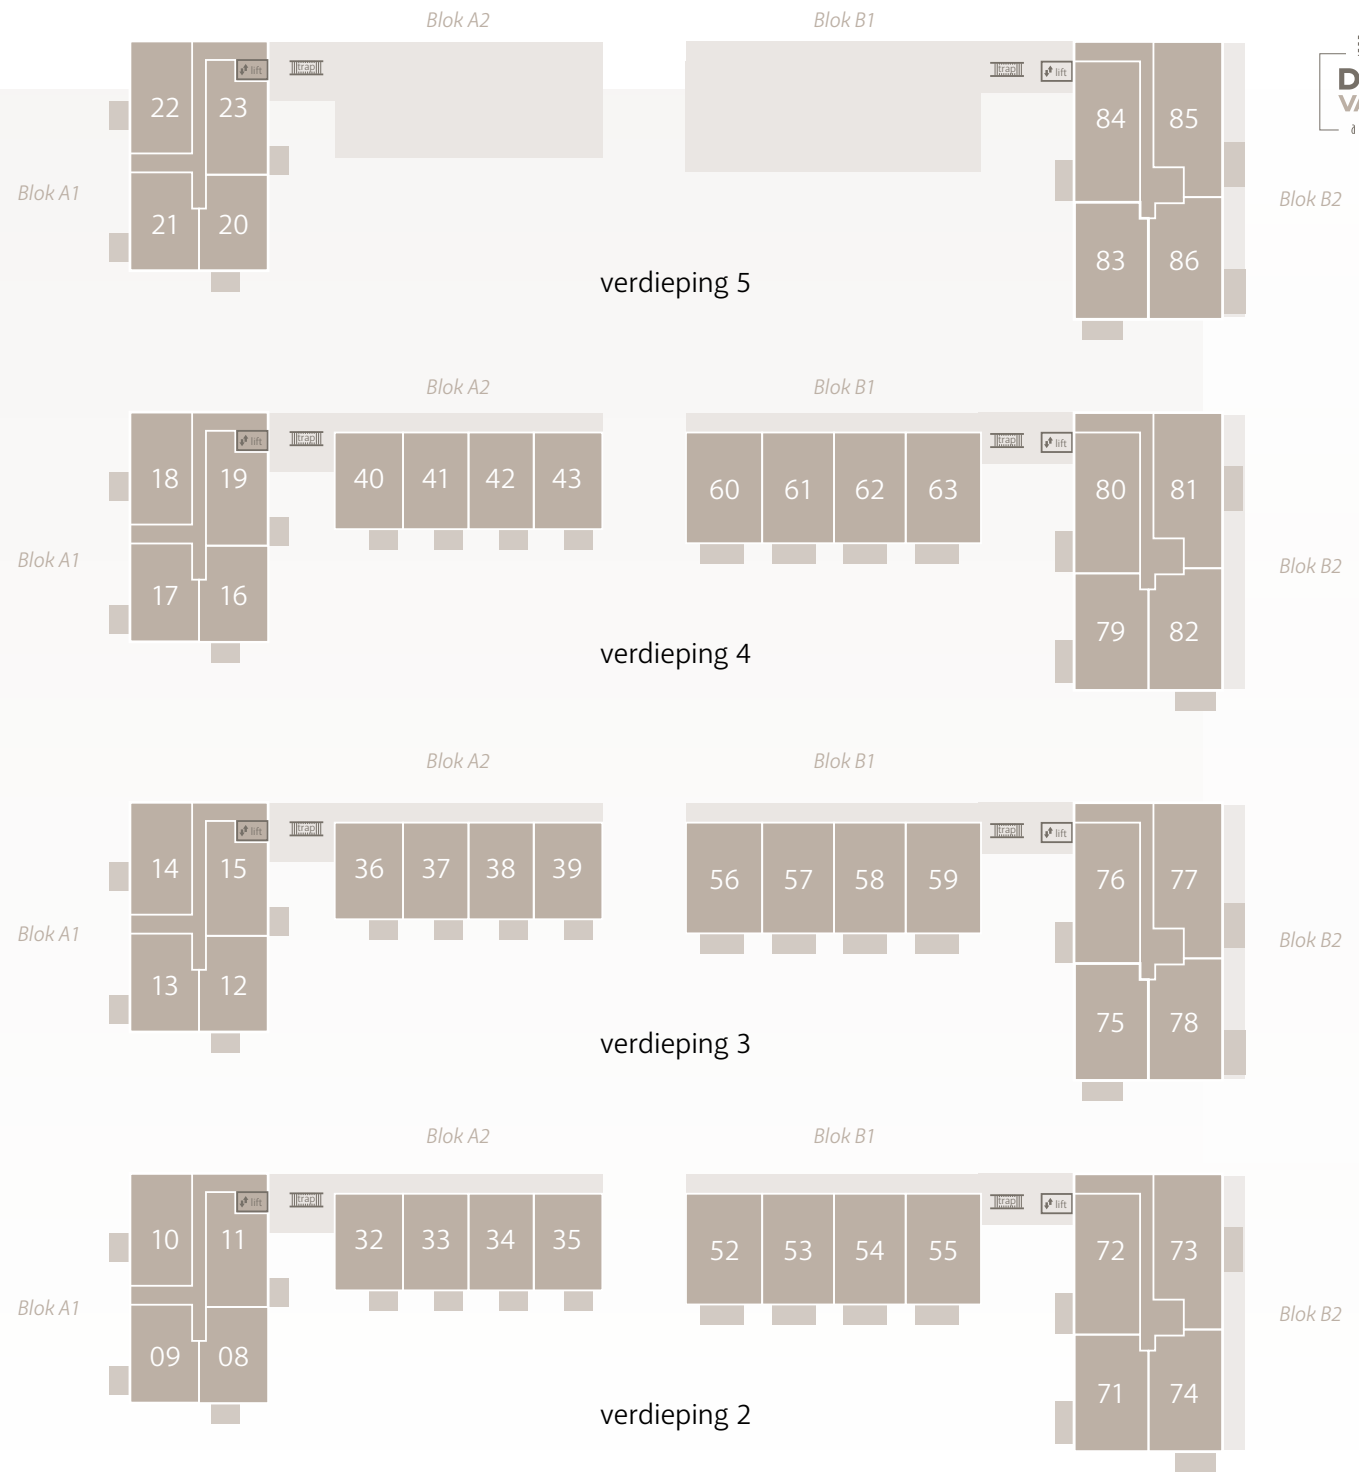 Blok A2 Blok B1
trap trap
lift lift
22 23 84 85
Blok A1 Blok B2
21 20 83 86
verdieping 5
Blok A2 Blok B1
lift trap trap lift
18 19 40 41 42 43 60 61 62 63 80 81
Blok A1 Blok B2
17 16 79 82
verdieping 4
Blok A2 Blok B1
lift trap trap lift
14 15 36 37 38 39 56 57 58 59 76 77
Blok A1 Blok B2
13 12 75 78
verdieping 3
Blok A2 Blok B1
lift trap trap lift
10 11 32 33 34 35 52 53 54 55 72 73
Blok A1 Blok B2
09 08 71 74
verdieping 2